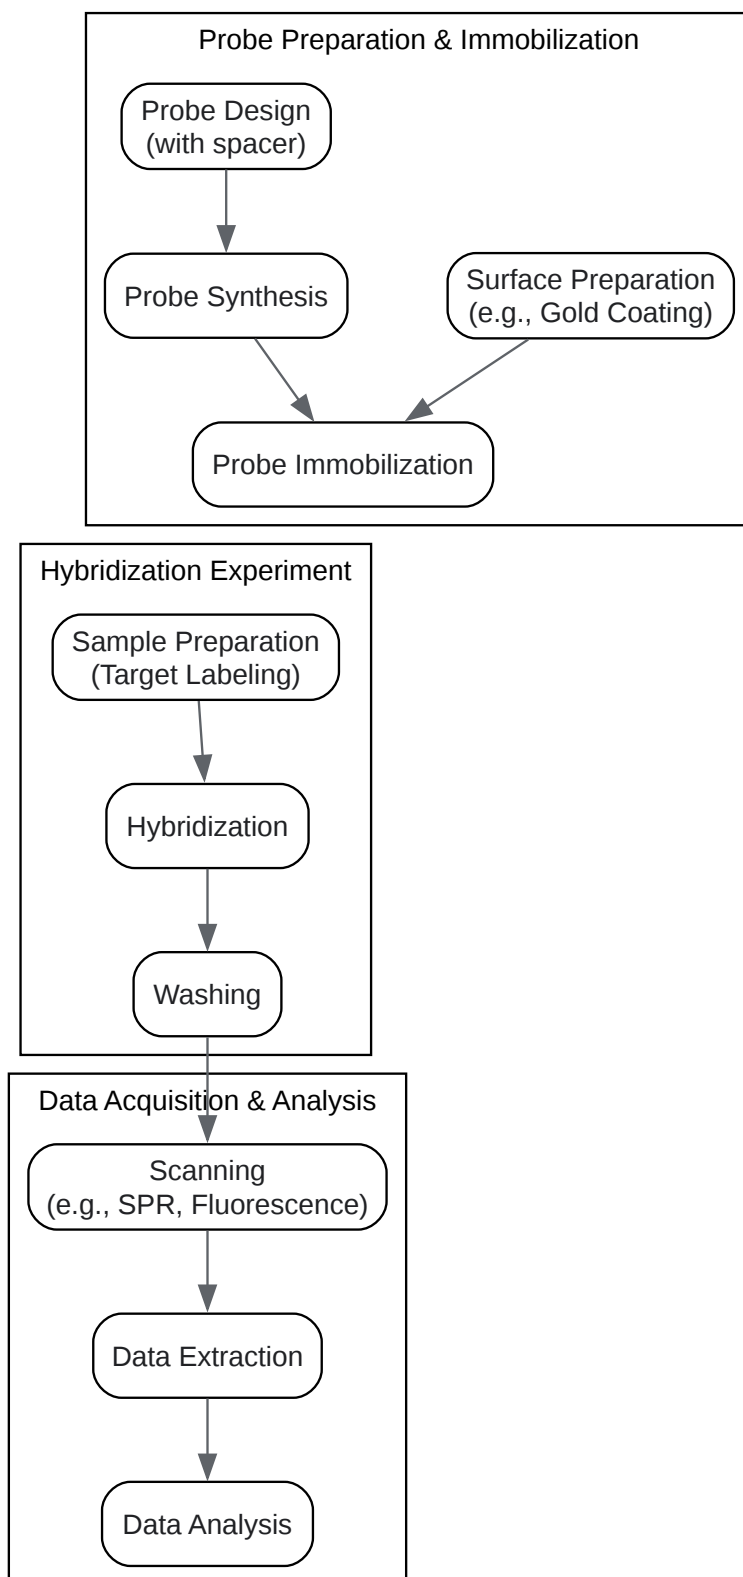 Probe Preparation & Immobilization
Probe Design
(with spacer)
Probe Synthesis
Surface Preparation
(e.g., Gold Coating)
Probe Immobilization
Hybridization Experiment
Sample Preparation
(Target Labeling)
Hybridization
Washing
Data Acquisition & Analysis
Scanning
(e.g., SPR, Fluorescence)
Data Extraction
Data Analysis